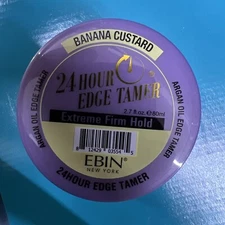 BANANA CUSTARD
24 HOUR
EDGE TAMER
2.7 fl.oz ℮ 80ml
Extreme Firm Hold
ARGAN OIL EDGE TAMER
ARGAN OIL EDGE TAMER
EBIN
NEW YORK
24HOUR EDGE TAMER